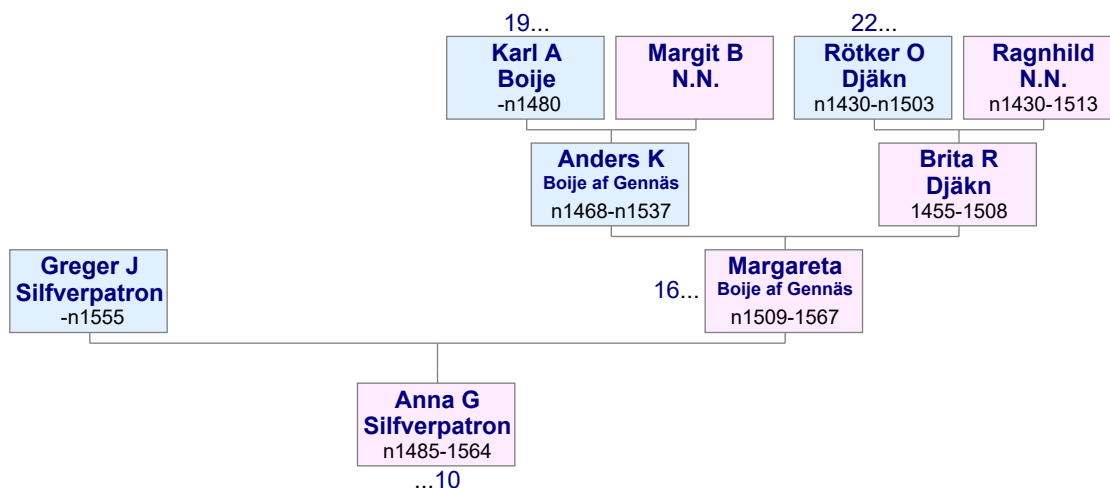 19...
22...
Karl A
Boije
-n1480
Margit B
N.N.
Rötker O
Djäkn
n1430-n1503
Ragnhild
N.N.
n1430-1513
Anders K
Boije af Gennäs
n1468-n1537
Brita R
Djäkn
1455-1508
Greger J
Silfverpatron
-n1555
16...
Margareta
Boije af Gennäs
n1509-1567
Anna G
Silfverpatron
n1485-1564
...10